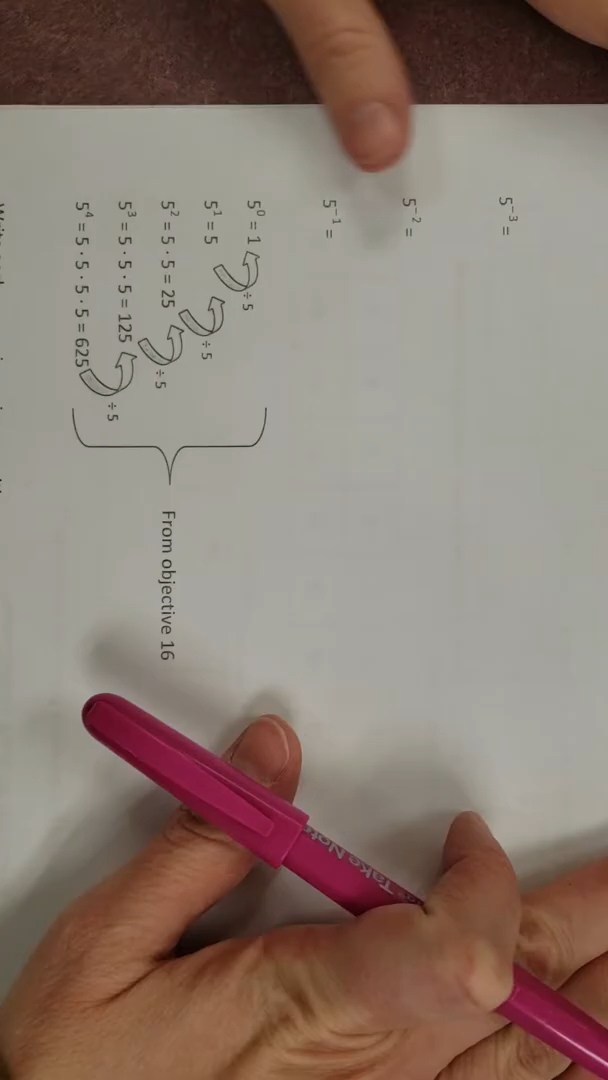 5⁻³ =
5⁻² =
5⁻¹ =
5⁰ = 1
÷ 5
5¹ = 5
÷ 5
5² = 5 · 5 = 25
÷ 5
5³ = 5 · 5 · 5 = 125
÷ 5
5⁴ = 5 · 5 · 5 · 5 = 625
From objective 16
Take Note